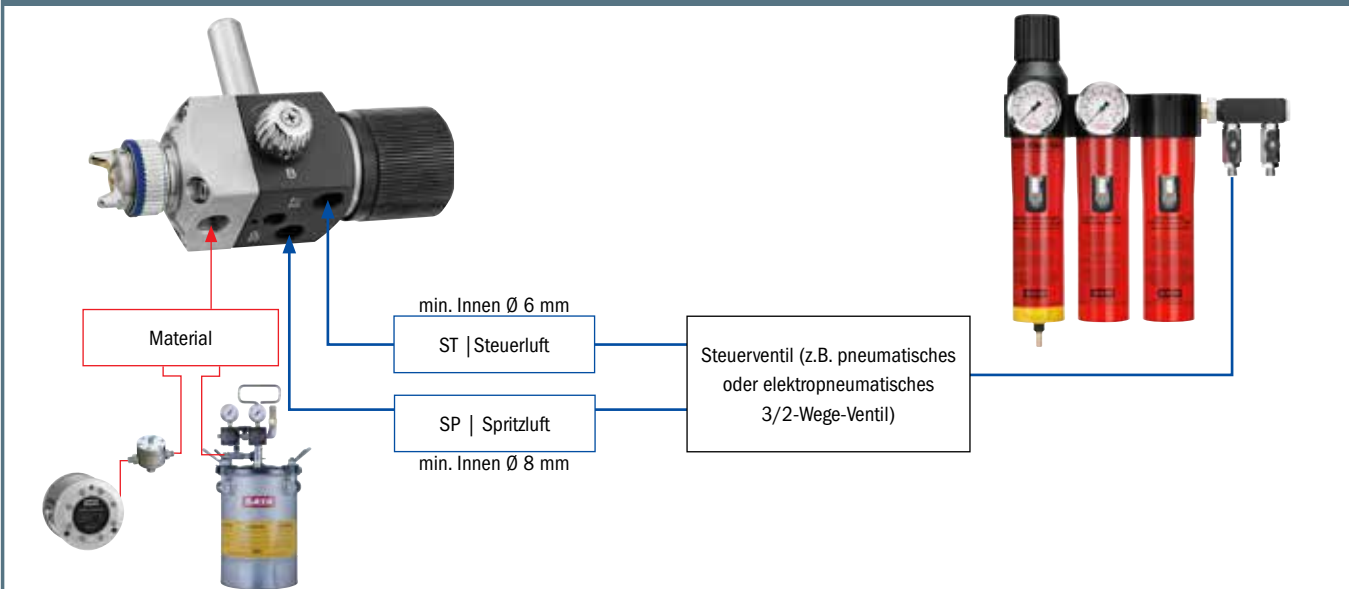 min. Innen Ø 6 mm
ST | Steuerluft
Material
SP | Spritzluft
min. Innen Ø 8 mm
Steuerventil (z.B. pneumatisches
oder elektropneumatisches
3/2-Wege-Ventil)
B
SATA